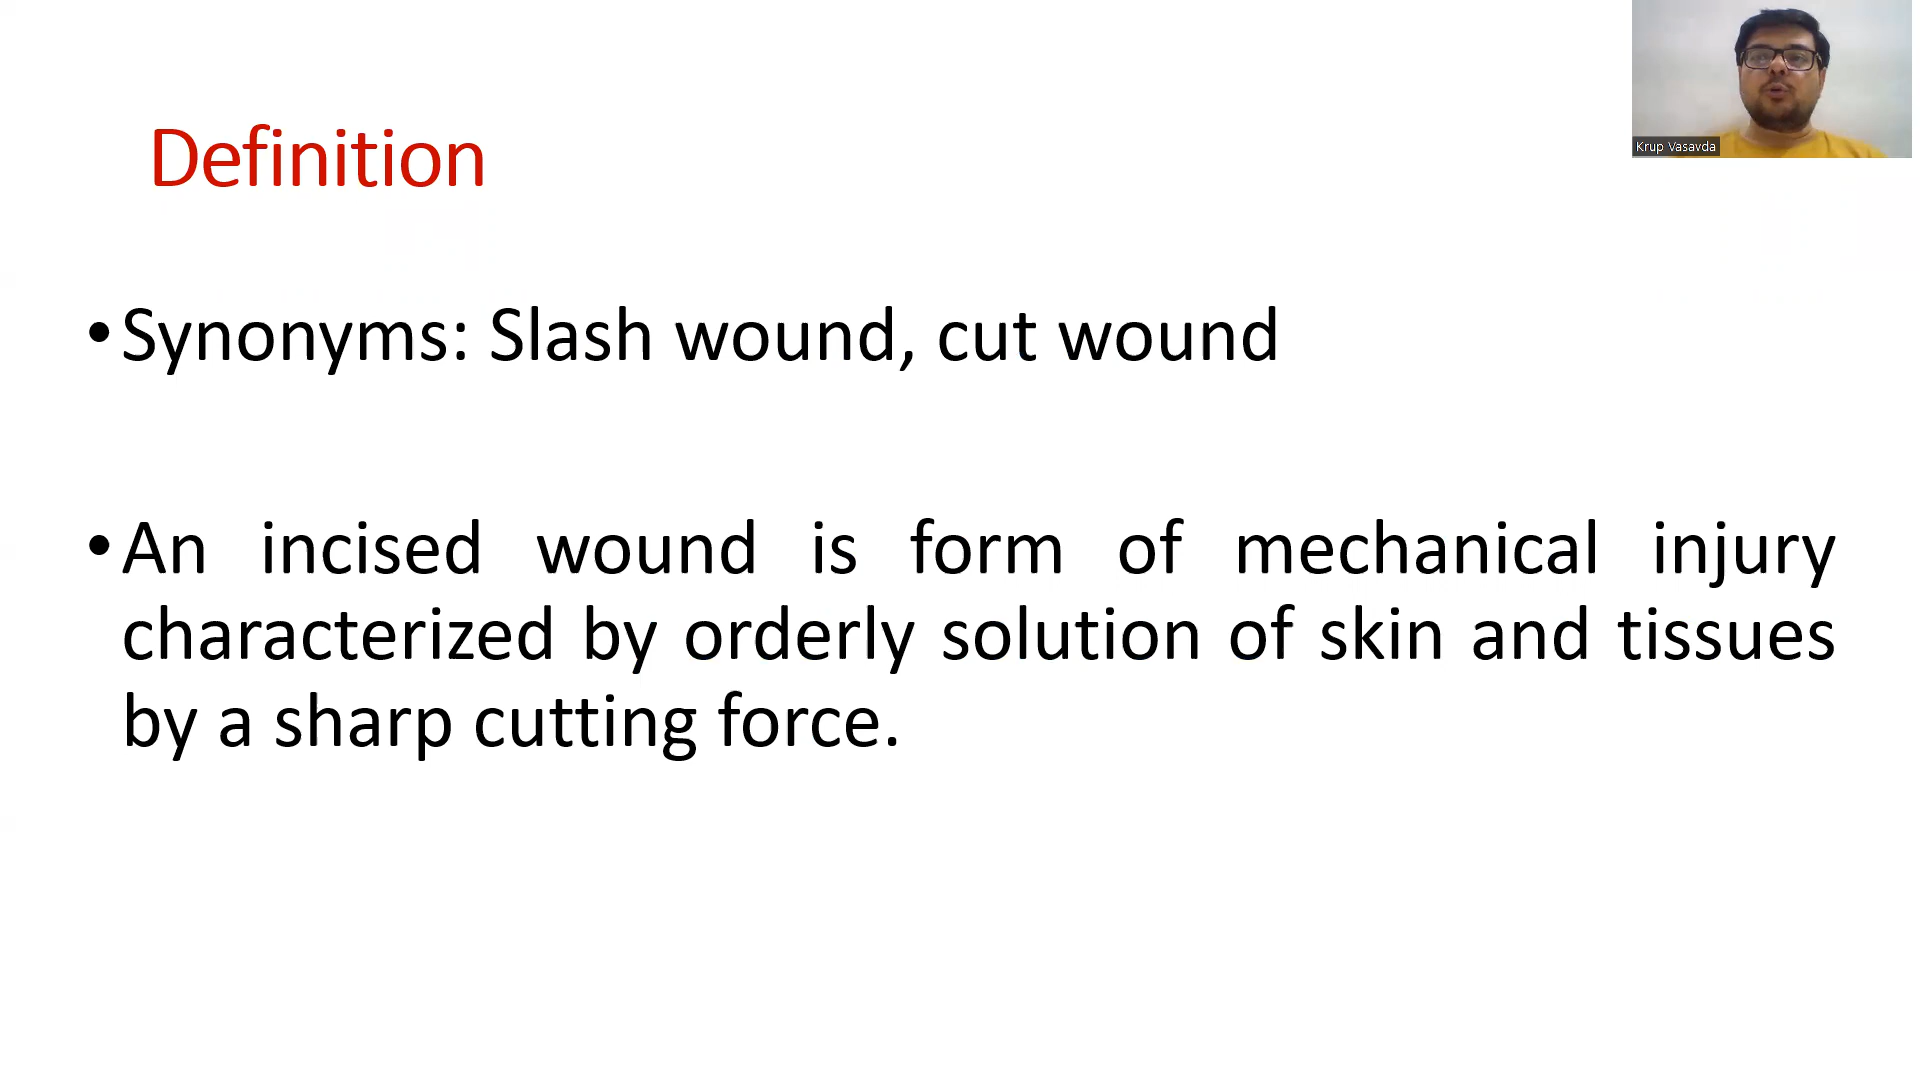 Krup Vasavda
Definition
•Synonyms: Slash wound, cut wound
•An incised wound is form of mechanical injury
characterized by orderly solution of skin and tissues
by a sharp cutting force.